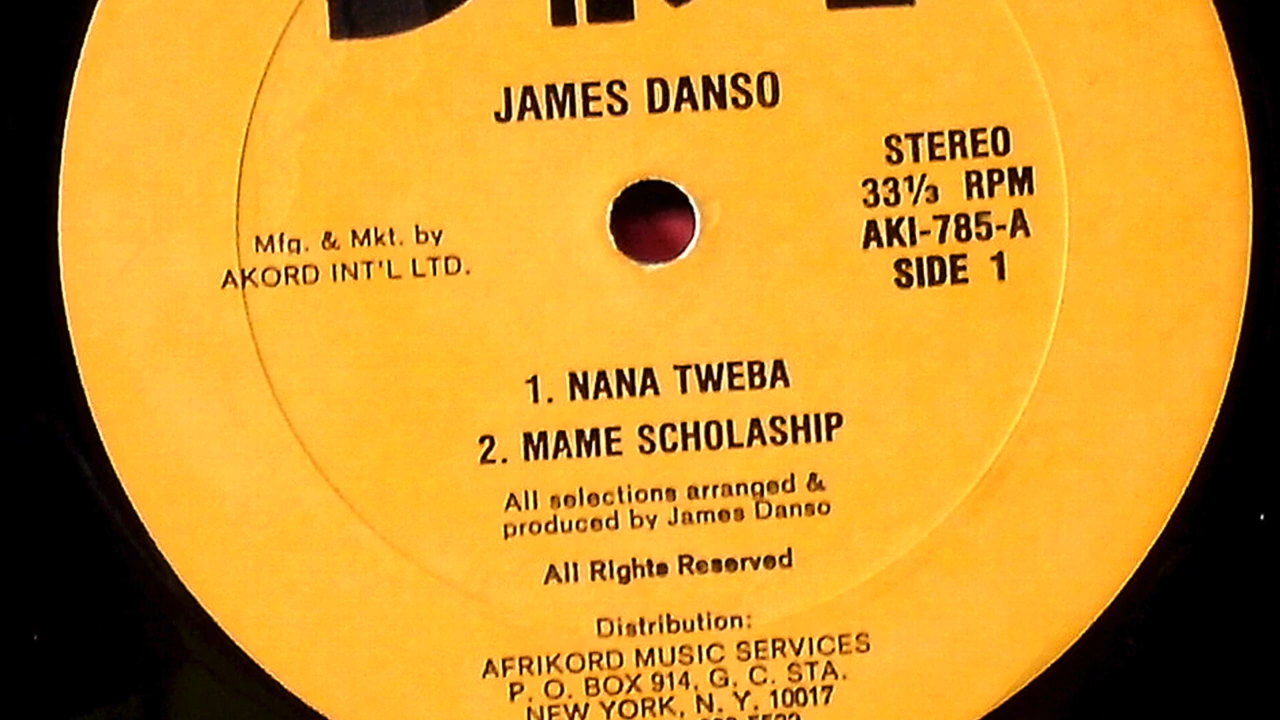 JAMES DANSO
STEREO
33⅓ RPM
AKI-785-A
SIDE 1
Mfg. & Mkt. by
AKORD INT'L LTD.
1. NANA TWEBA
2. MAME SCHOLASHIP
All selections arranged &
produced by James Danso
All Rights Reserved
Distribution:
AFRIKORD MUSIC SERVICES
P. O. BOX 914, G. C. STA.
NEW YORK, N. Y. 10017